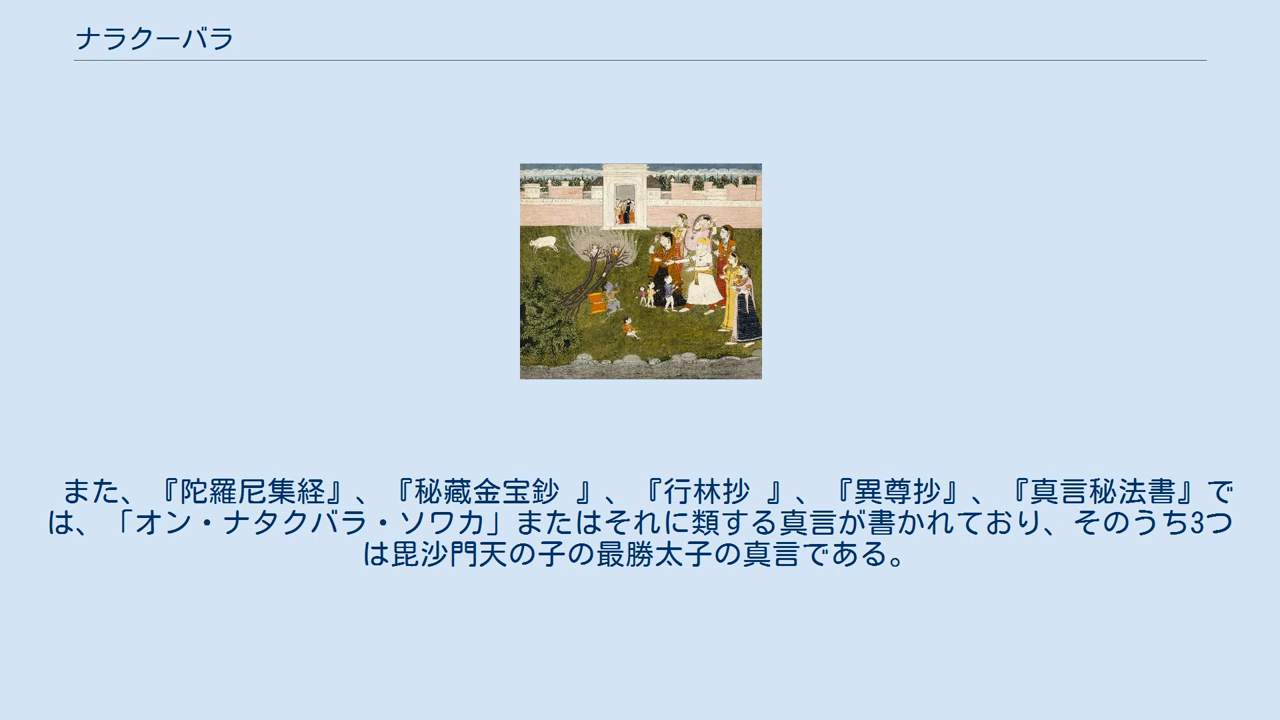 ナラクーバラ
また、『陀羅尼集経』、『秘蔵金宝鈔 』、『行林抄 』、『異尊抄』、『真言秘法書』で
は、「オン・ナタクバラ・ソワカ」またはそれに類する真言が書かれており、そのうち3つ
は毘沙門天の子の最勝太子の真言である。